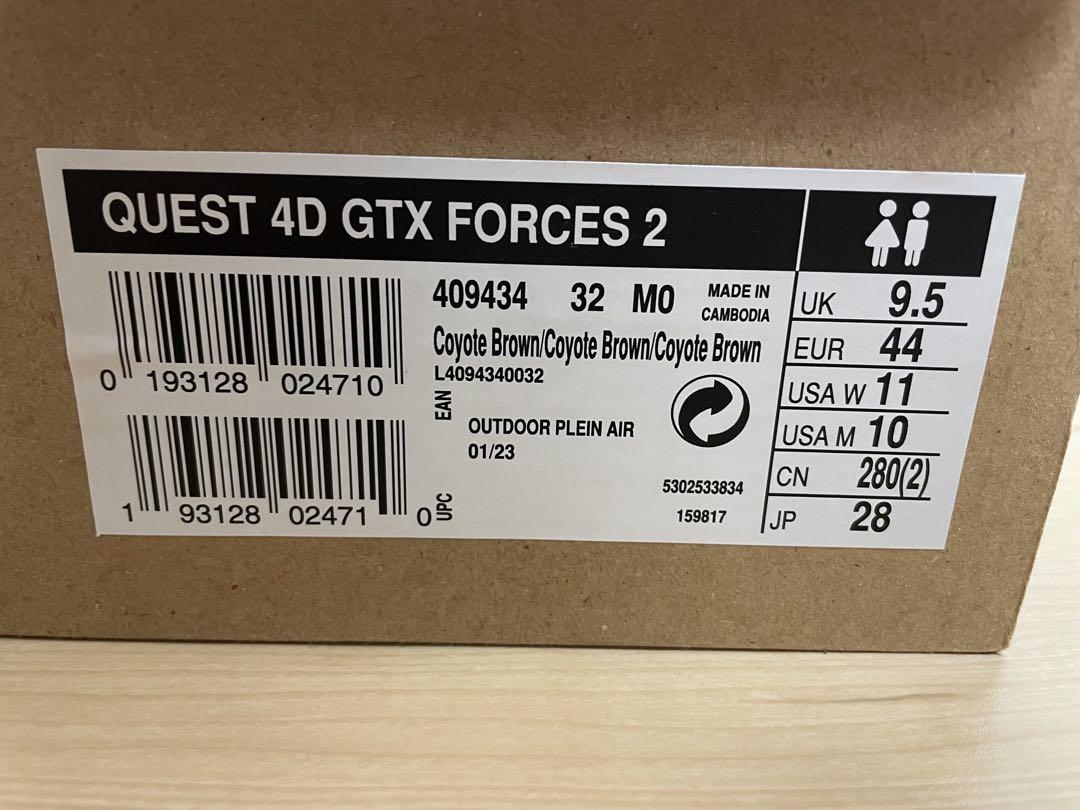 QUEST 4D GTX FORCES 2
409434 32 M0 MADE IN CAMBODIA
Coyote Brown/Coyote Brown/Coyote Brown
L4094340032
0 193128 024710
EAN
OUTDOOR PLEIN AIR
01/23
1 93128 02471 0
UPC
5302533834
159817
UK 9.5
EUR 44
USA W 11
USA M 10
CN 280(2)
JP 28